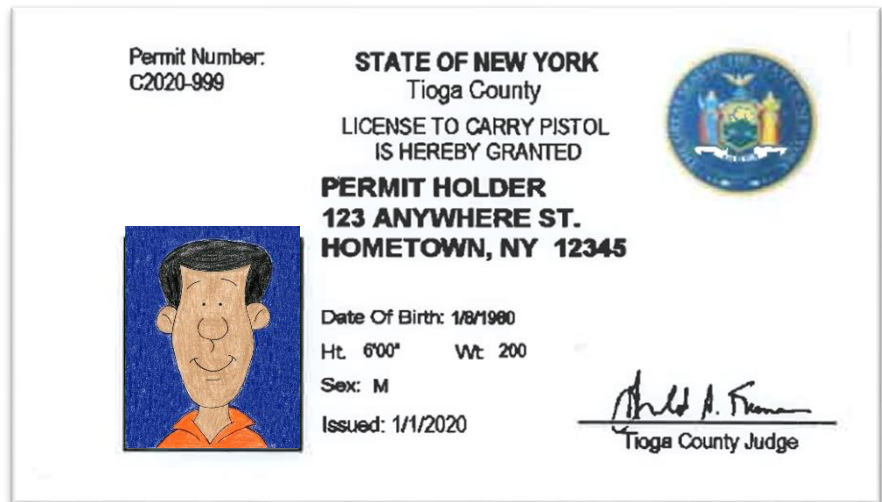 Permit Number:
C2020-999
STATE OF NEW YORK
Tioga County
LICENSE TO CARRY PISTOL
IS HEREBY GRANTED
PERMIT HOLDER
123 ANYWHERE ST.
HOMETOWN, NY 12345
Date Of Birth: 1/8/1980
Ht. 6'00" Wt 200
Sex: M
Issued: 1/1/2020
Tioga County Judge